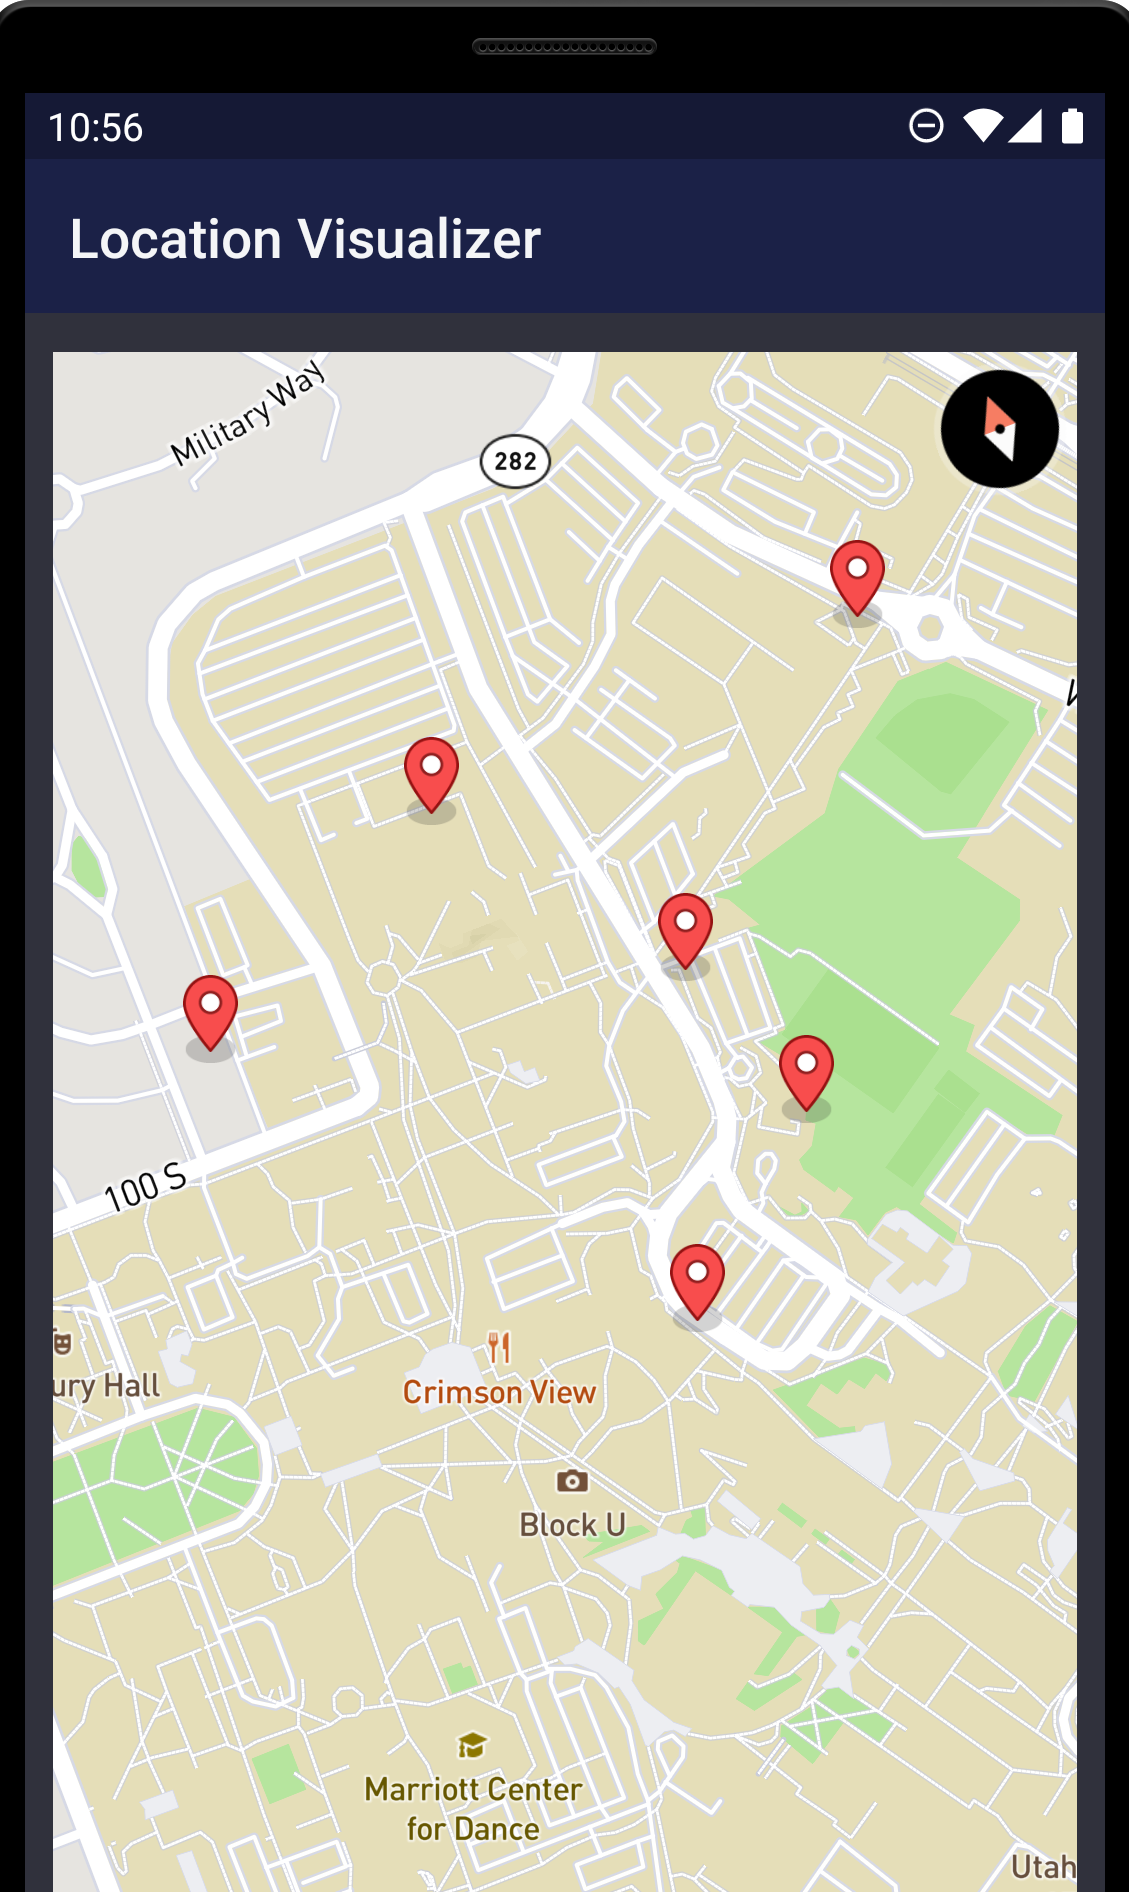 10:56
Location Visualizer
Military Way
282
100 S
ury Hall
Crimson View
Block U
Marriott Center
for Dance
Utah